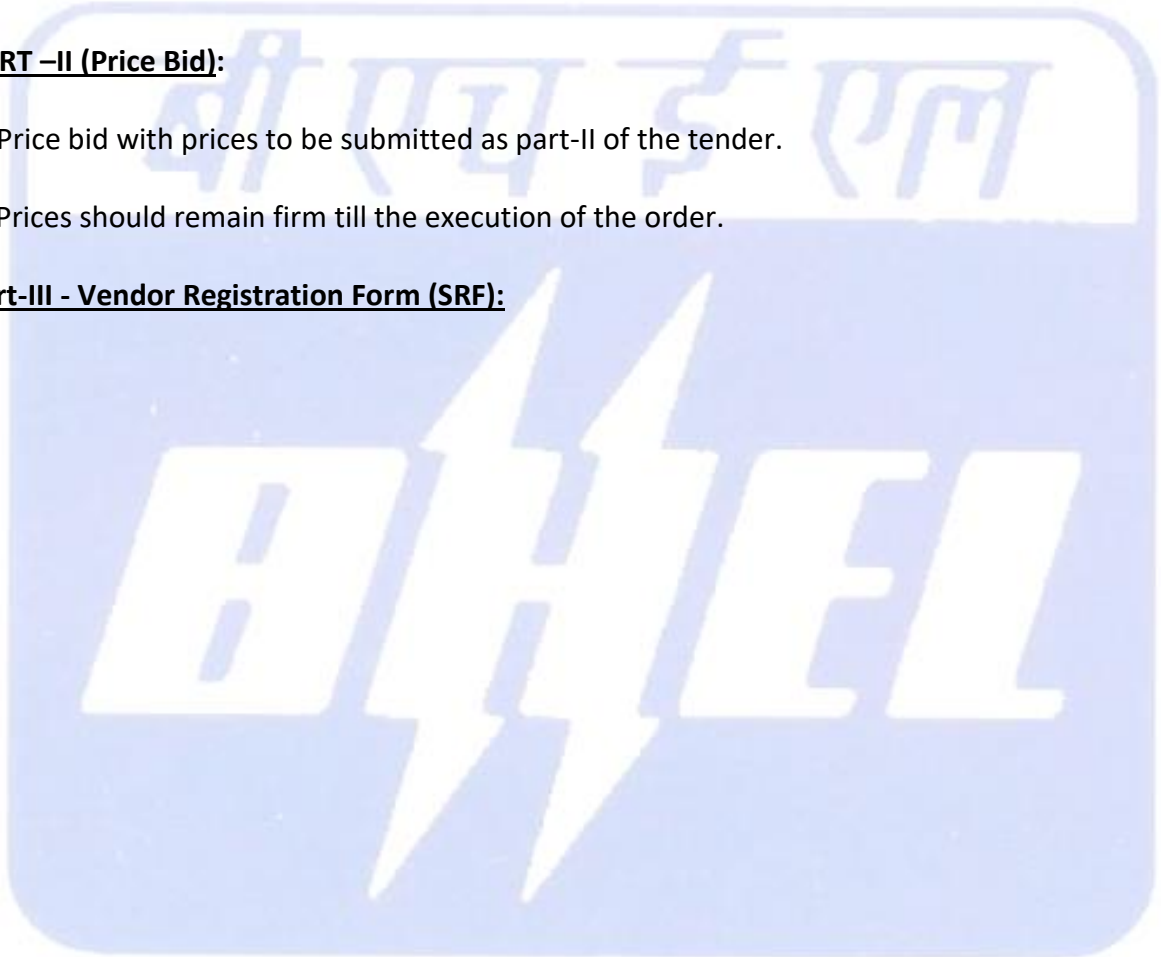 बी एच ई एल
RT –II (Price Bid):
Price bid with prices to be submitted as part-II of the tender.
Prices should remain firm till the execution of the order.
rt-III - Vendor Registration Form (SRF):
BHEL